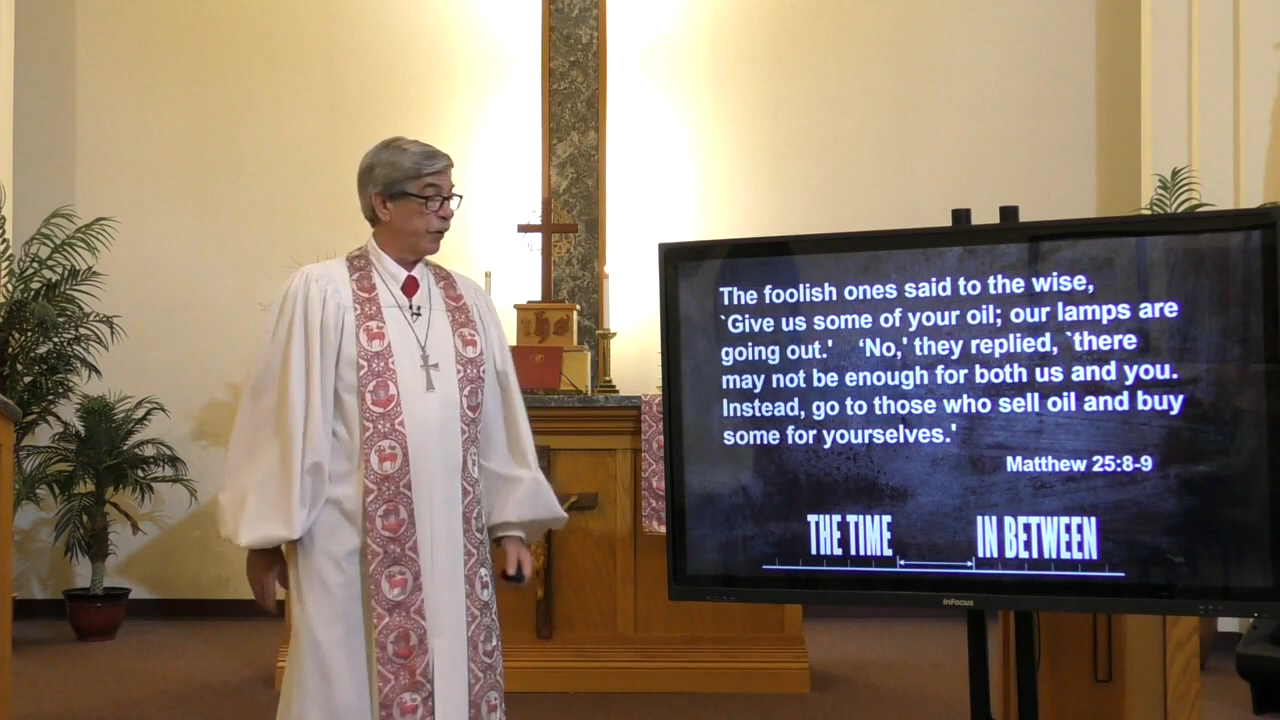 ihs
The foolish ones said to the wise,
`Give us some of your oil; our lamps are
going out.' ‘No,' they replied, `there
may not be enough for both us and you.
Instead, go to those who sell oil and buy
some for yourselves.'
Matthew 25:8-9
THE TIME IN BETWEEN
InFocus